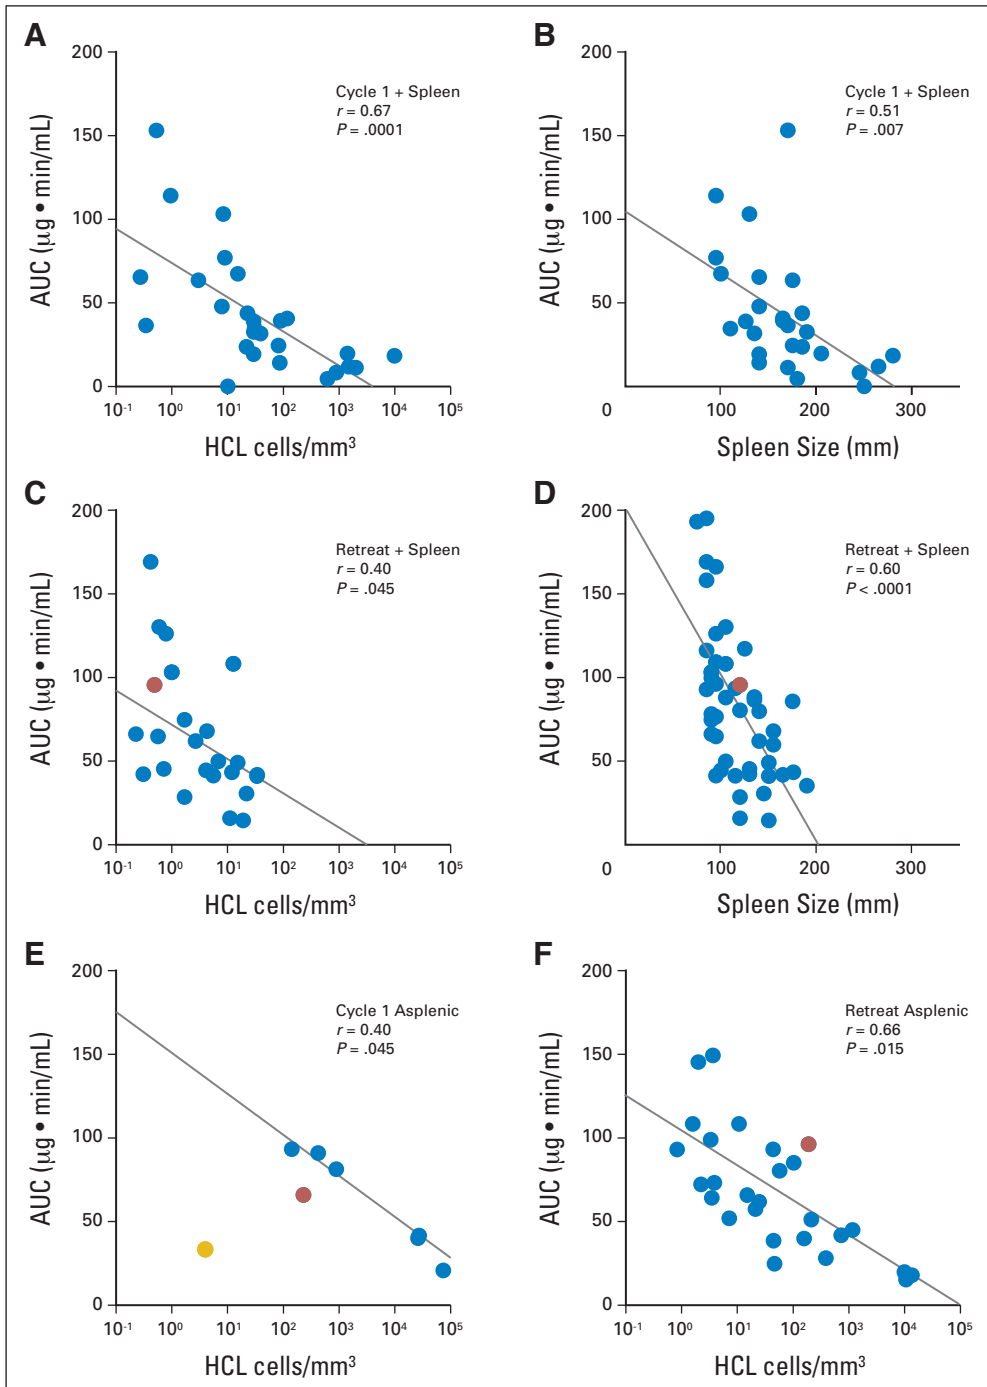 A
200
150
100
50
0
AUC (µg • min/mL)
Cycle 1 + Spleen
r = 0.67
P = .0001
10⁻¹ 10⁰ 10¹ 10² 10³ 10⁴ 10⁵
HCL cells/mm³
B
200
150
100
50
0
AUC (µg • min/mL)
Cycle 1 + Spleen
r = 0.51
P = .007
0 100 200 300
Spleen Size (mm)
C
200
150
100
50
0
AUC (µg • min/mL)
Retreat + Spleen
r = 0.40
P = .045
10⁻¹ 10⁰ 10¹ 10² 10³ 10⁴ 10⁵
HCL cells/mm³
D
200
150
100
50
0
AUC (µg • min/mL)
Retreat + Spleen
r = 0.60
P < .0001
0 100 200 300
Spleen Size (mm)
E
200
150
100
50
0
AUC (µg • min/mL)
Cycle 1 Asplenic
r = 0.40
P = .045
10⁻¹ 10⁰ 10¹ 10² 10³ 10⁴ 10⁵
HCL cells/mm³
F
200
150
100
50
0
AUC (µg • min/mL)
Retreat Asplenic
r = 0.66
P = .015
10⁻¹ 10⁰ 10¹ 10² 10³ 10⁴ 10⁵
HCL cells/mm³